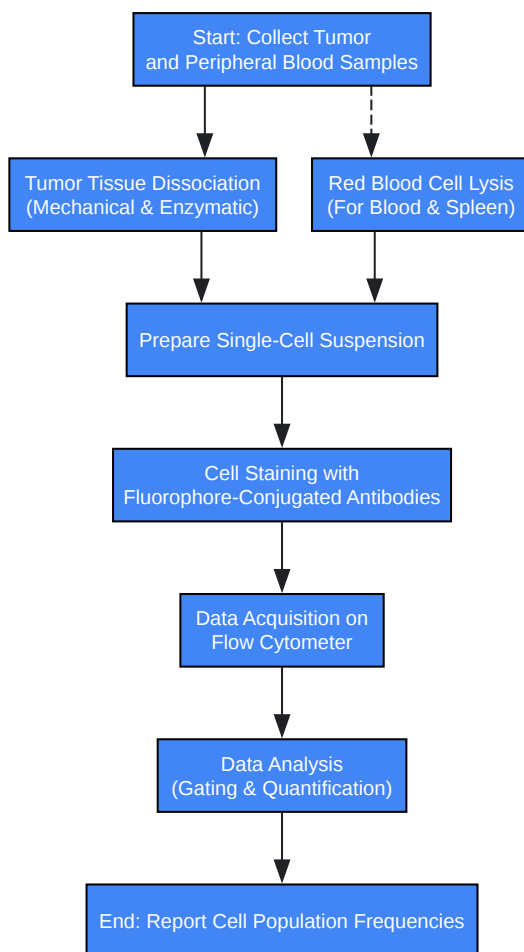 Start: Collect Tumor
and Peripheral Blood Samples
Tumor Tissue Dissociation
(Mechanical & Enzymatic)
Red Blood Cell Lysis
(For Blood & Spleen)
Prepare Single-Cell Suspension
Cell Staining with
Fluorophore-Conjugated Antibodies
Data Acquisition on
Flow Cytometer
Data Analysis
(Gating & Quantification)
End: Report Cell Population Frequencies